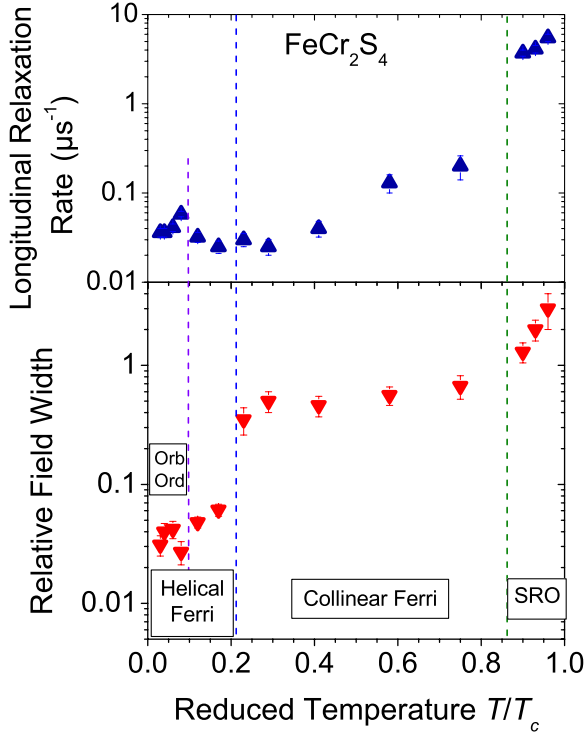 FeCr₂S₄
Longitudinal Relaxation
Rate (μs⁻¹)
10
1
0.1
0.01
Relative Field Width
1
0.1
0.01
Orb
Ord
Helical
Ferri
Collinear Ferri
SRO
0.0 0.2 0.4 0.6 0.8 1.0
Reduced Temperature T/T_c